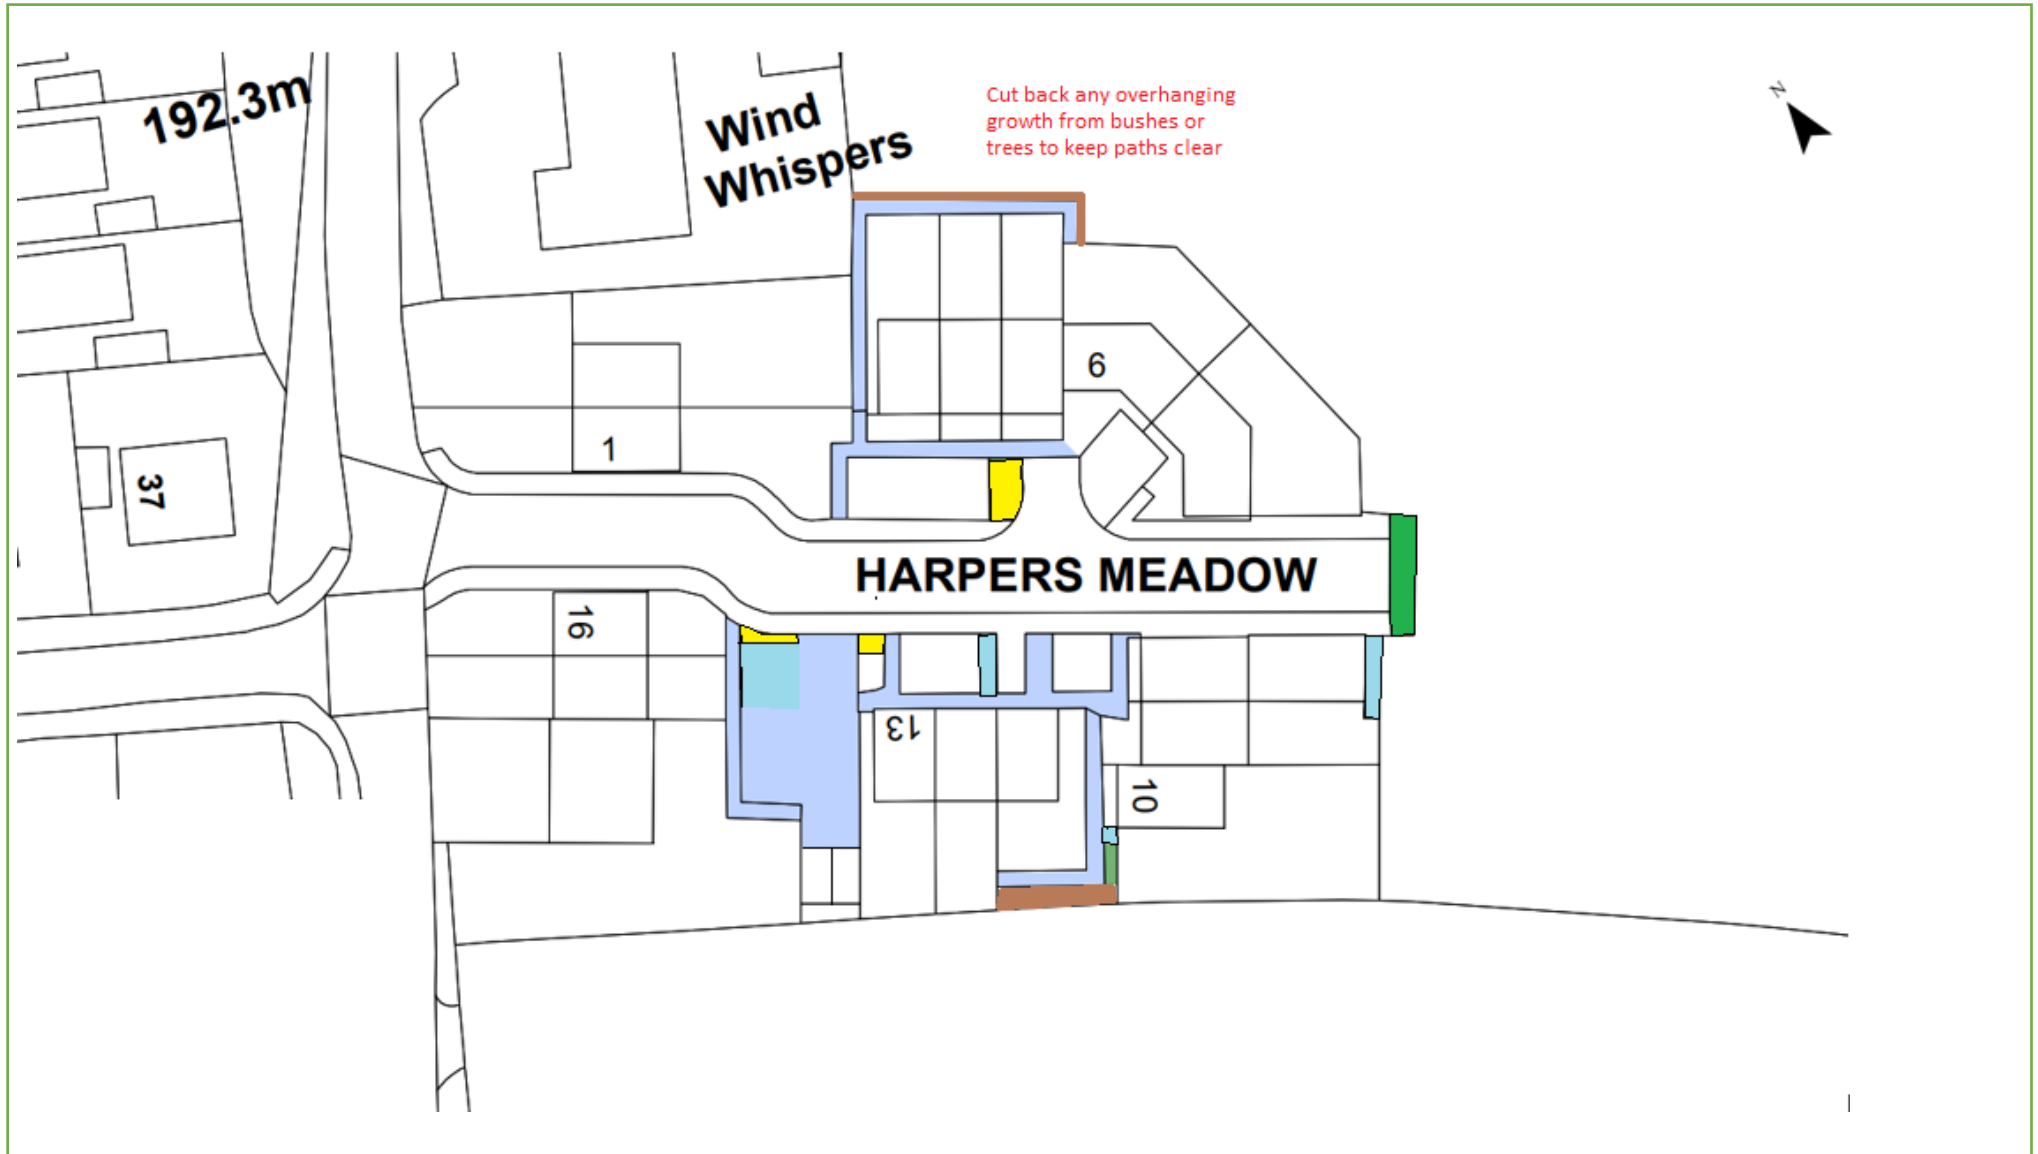 192.3m
Wind
Whispers
Cut back any overhanging
growth from bushes or
trees to keep paths clear
N
6
1
37
HARPERS MEADOW
16
13
10